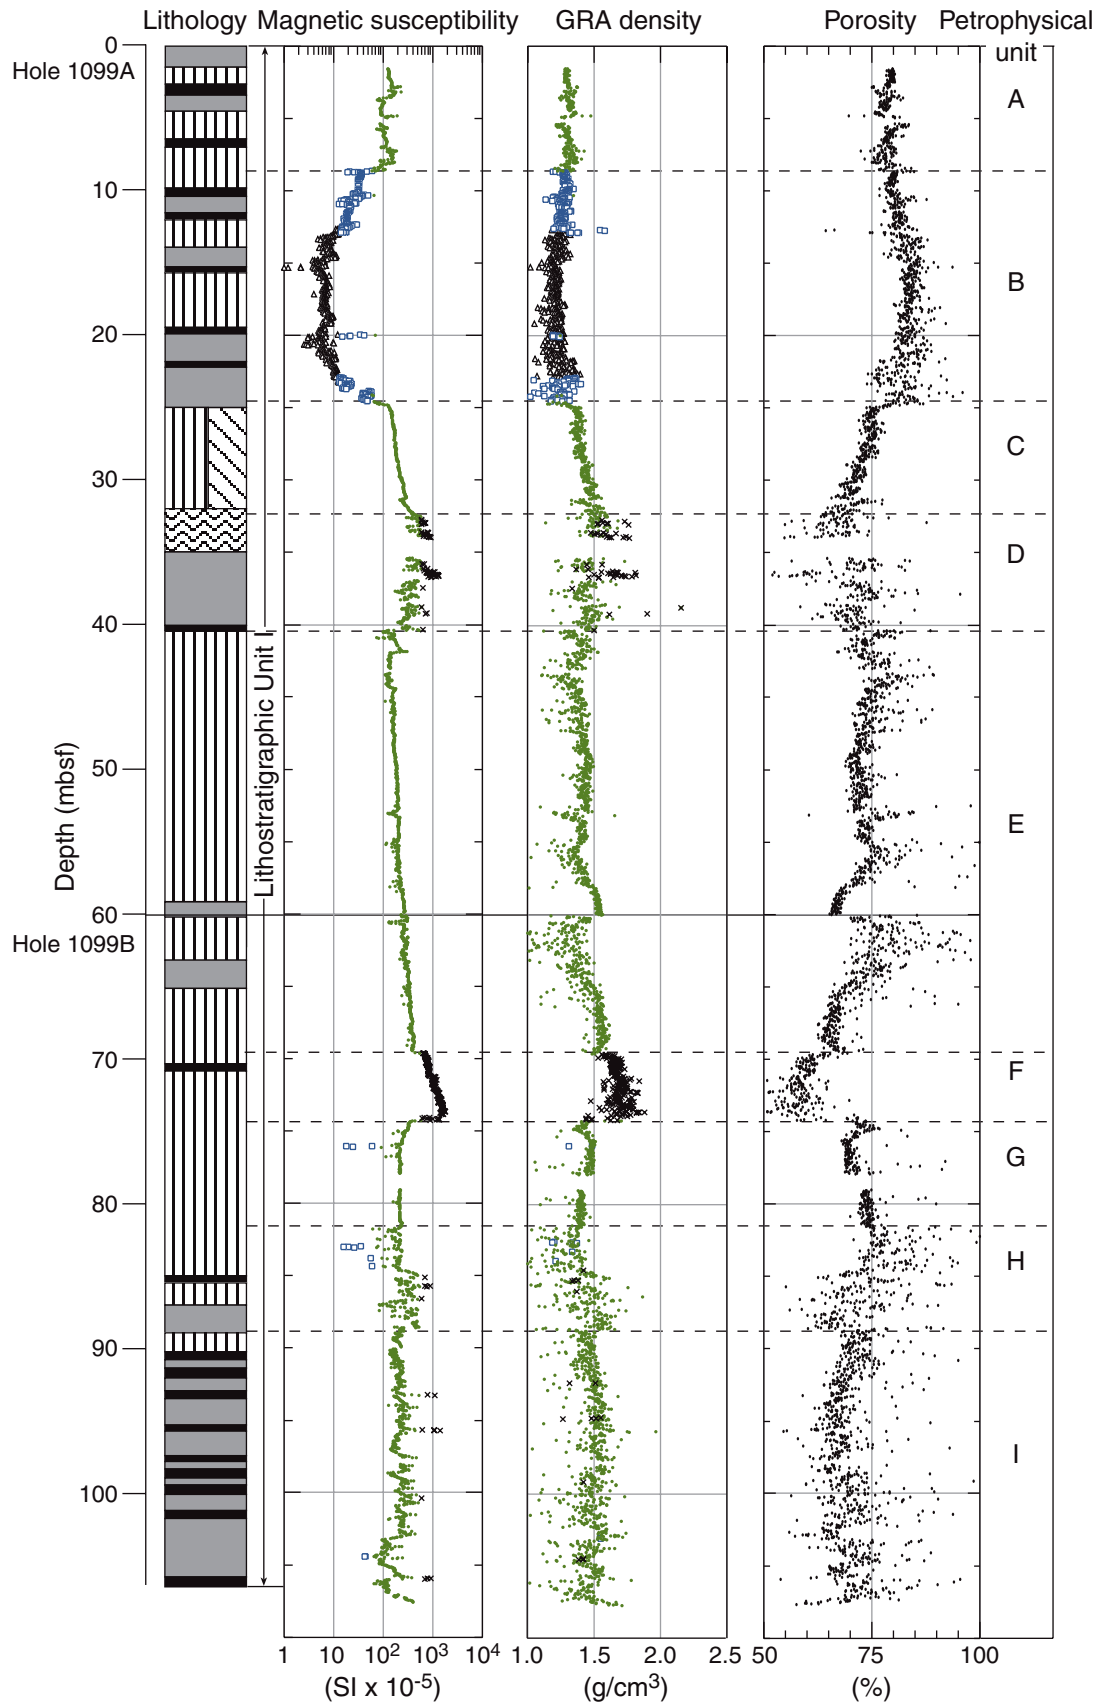 Lithology Magnetic susceptibility GRA density Porosity Petrophysical
unit
0
Hole 1099A
A
10
B
20
C
30
D
40
Lithostratigraphic Unit I
Depth (mbsf)
50
E
60
Hole 1099B
70
F
G
80
H
90
I
100
1 10 10² 10³ 10⁴ 1.0 1.5 2.0 2.5 50 75 100
(SI x 10⁻⁵) (g/cm³) (%)